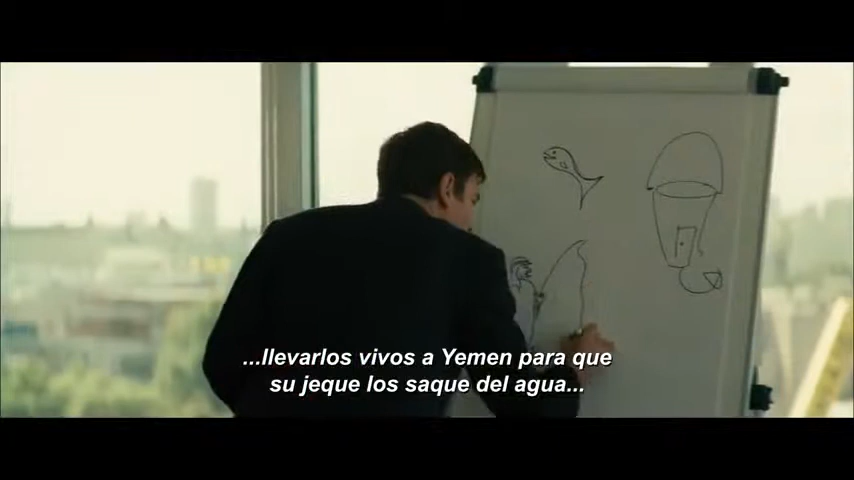 ...llevarlos vivos a Yemen para que
su jeque los saque del agua...